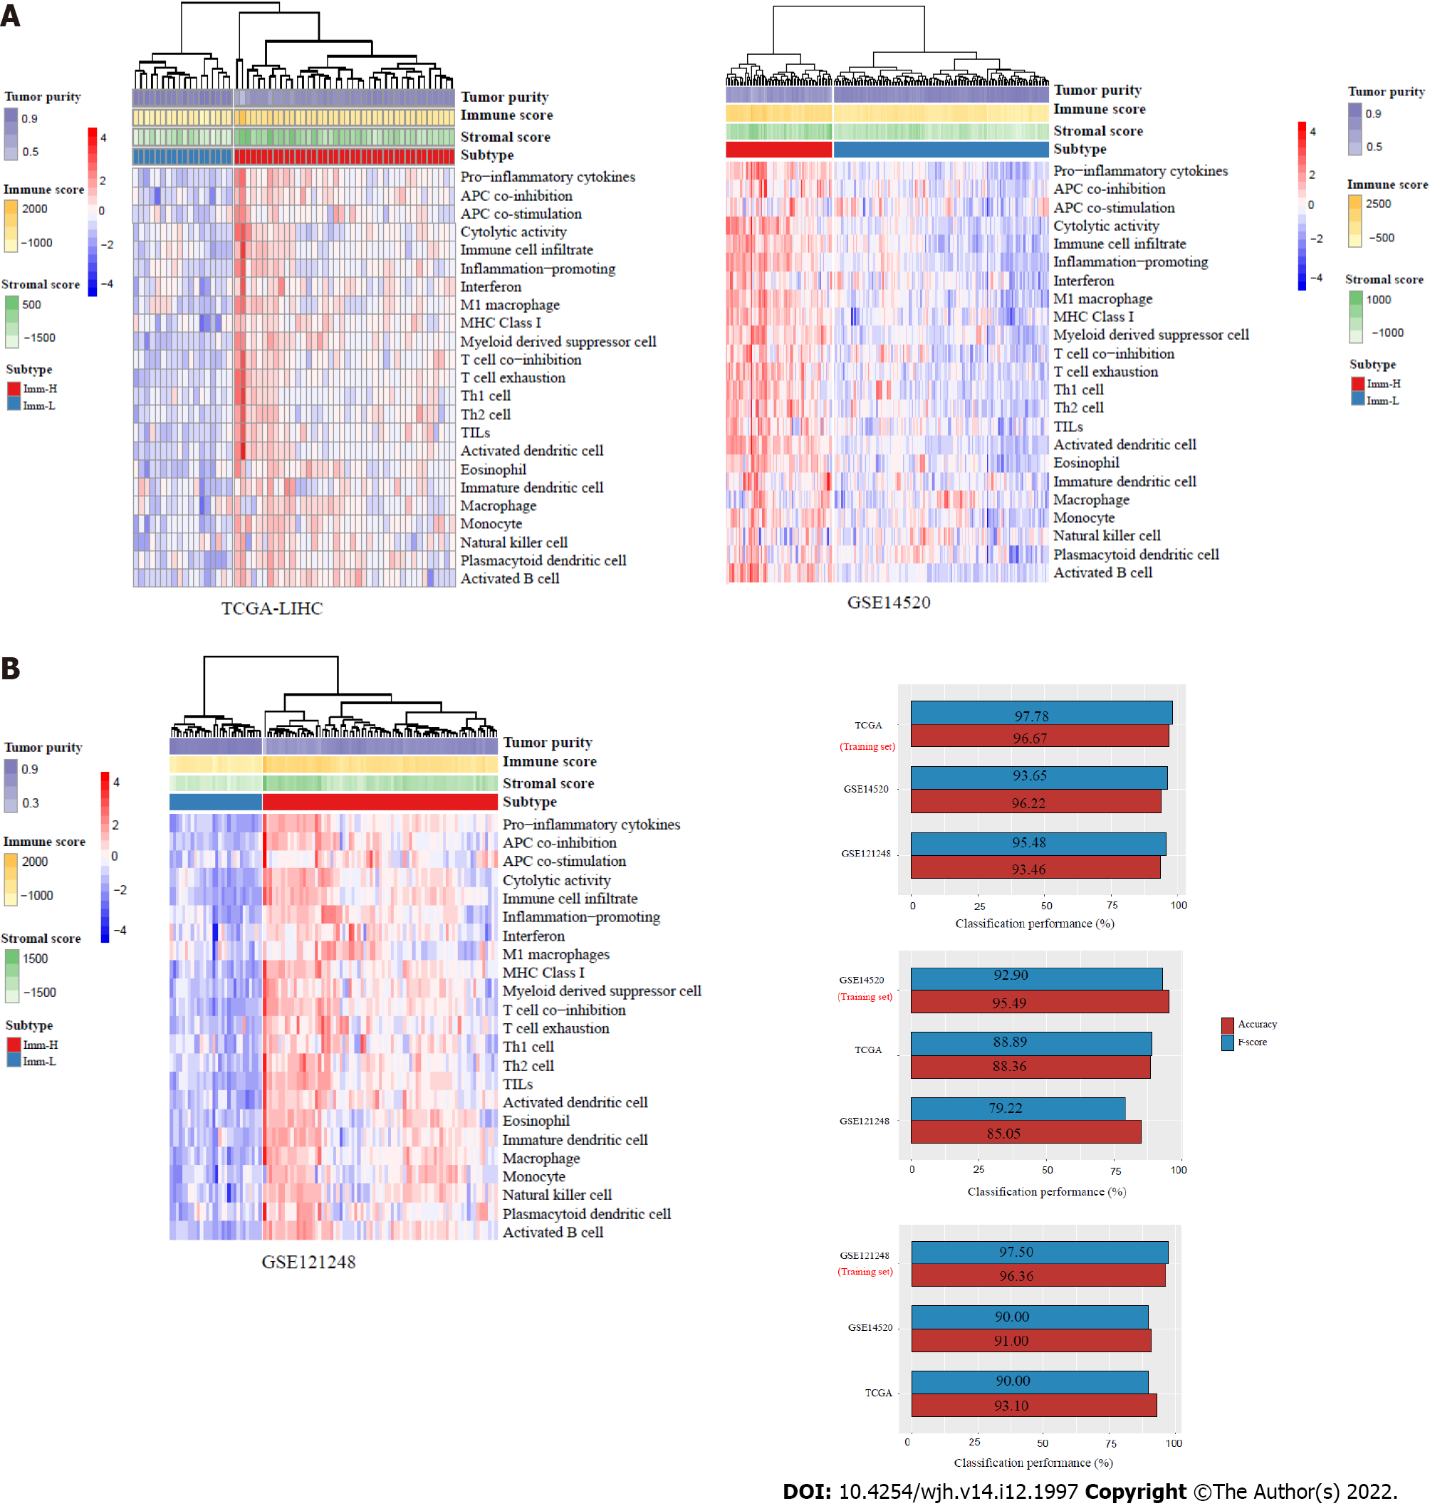 A
Tumor purity
0.9
0.5
Immune score
2000
−1000
Stromal score
500
−1500
Subtype
Imm-H
Imm-L
4
2
0
−2
−4
Tumor purity
Immune score
Stromal score
Subtype
Pro−inflammatory cytokines
APC co−inhibition
APC co−stimulation
Cytolytic activity
Immune cell infiltrate
Inflammation−promoting
Interferon
M1 macrophage
MHC Class I
Myeloid derived suppressor cell
T cell co−inhibition
T cell exhaustion
Th1 cell
Th2 cell
TILs
Activated dendritic cell
Eosinophil
Immature dendritic cell
Macrophage
Monocyte
Natural killer cell
Plasmacytoid dendritic cell
Activated B cell
TCGA-LIHC
Tumor purity
Immune score
Stromal score
Subtype
Pro−inflammatory cytokines
APC co−inhibition
APC co−stimulation
Cytolytic activity
Immune cell infiltrate
Inflammation−promoting
Interferon
M1 macrophage
MHC Class I
Myeloid derived suppressor cell
T cell co−inhibition
T cell exhaustion
Th1 cell
Th2 cell
TILs
Activated dendritic cell
Eosinophil
Immature dendritic cell
Macrophage
Monocyte
Natural killer cell
Plasmacytoid dendritic cell
Activated B cell
GSE14520
4
2
0
−2
−4
Tumor purity
0.9
0.5
Immune score
2500
−500
Stromal score
1000
−1000
Subtype
Imm-H
Imm-L
B
Tumor purity
0.9
0.3
Immune score
2000
−1000
Stromal score
1500
−1500
Subtype
Imm-H
Imm-L
4
2
0
−2
−4
Tumor purity
Immune score
Stromal score
Subtype
Pro−inflammatory cytokines
APC co−inhibition
APC co−stimulation
Cytolytic activity
Immune cell infiltrate
Inflammation−promoting
Interferon
M1 macrophages
MHC Class I
Myeloid derived suppressor cell
T cell co−inhibition
T cell exhaustion
Th1 cell
Th2 cell
TILs
Activated dendritic cell
Eosinophil
Immature dendritic cell
Macrophage
Monocyte
Natural killer cell
Plasmacytoid dendritic cell
Activated B cell
GSE121248
TCGA
(Training set)
97.78
96.67
GSE14520
93.65
96.22
GSE121248
95.48
93.46
0 25 50 75 100
Classification performance (%)
GSE14520
(Training set)
92.90
95.49
TCGA
88.89
88.36
GSE121248
79.22
85.05
0 25 50 75 100
Classification performance (%)
Accuracy
F-score
GSE121248
(Training set)
97.50
96.36
GSE14520
90.00
91.00
TCGA
90.00
93.10
0 25 50 75 100
Classification performance (%)
DOI: 10.4254/wjh.v14.i12.1997 Copyright ©The Author(s) 2022.